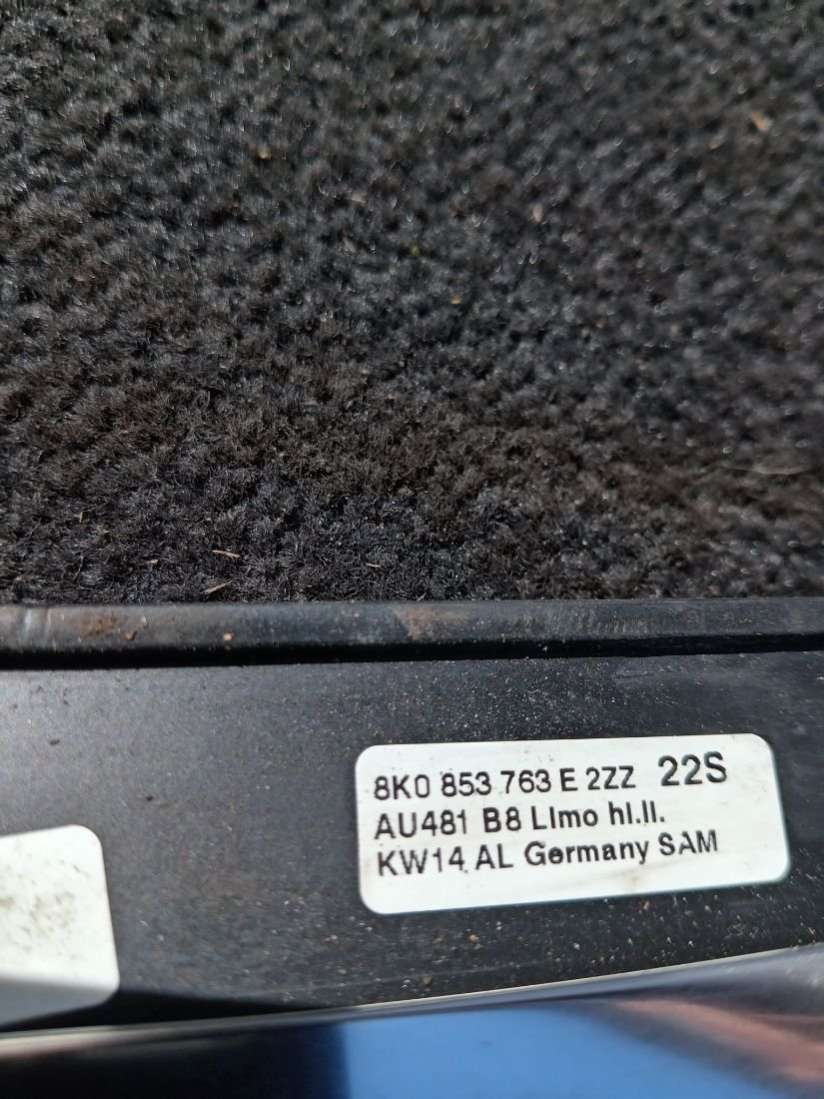 8K0 853 763 E 2ZZ 22S
AU481 B8 LImo hl.ll.
KW14 AL Germany SAM